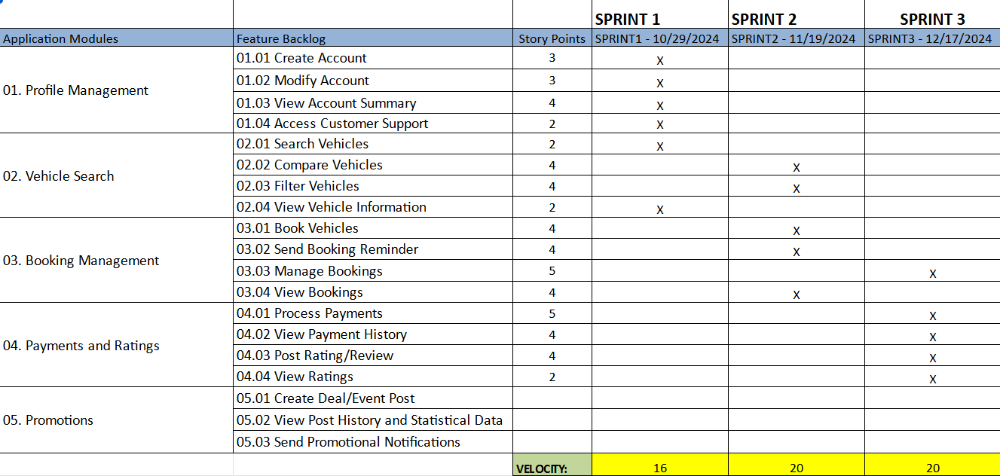 SPRINT 1 SPRINT 2 SPRINT 3
Application Modules Feature Backlog Story Points SPRINT1 - 10/29/2024 SPRINT2 - 11/19/2024 SPRINT3 - 12/17/2024
01. Profile Management
01.01 Create Account 3 X
01.02 Modify Account 3 X
01.03 View Account Summary 4 X
01.04 Access Customer Support 2 X
02. Vehicle Search
02.01 Search Vehicles 2 X
02.02 Compare Vehicles 4 X
02.03 Filter Vehicles 4 X
02.04 View Vehicle Information 2 X
03. Booking Management
03.01 Book Vehicles 4 X
03.02 Send Booking Reminder 4 X
03.03 Manage Bookings 5 X
03.04 View Bookings 4 X
04. Payments and Ratings
04.01 Process Payments 5 X
04.02 View Payment History 4 X
04.03 Post Rating/Review 4 X
04.04 View Ratings 2 X
05. Promotions
05.01 Create Deal/Event Post
05.02 View Post History and Statistical Data
05.03 Send Promotional Notifications
VELOCITY: 16 20 20